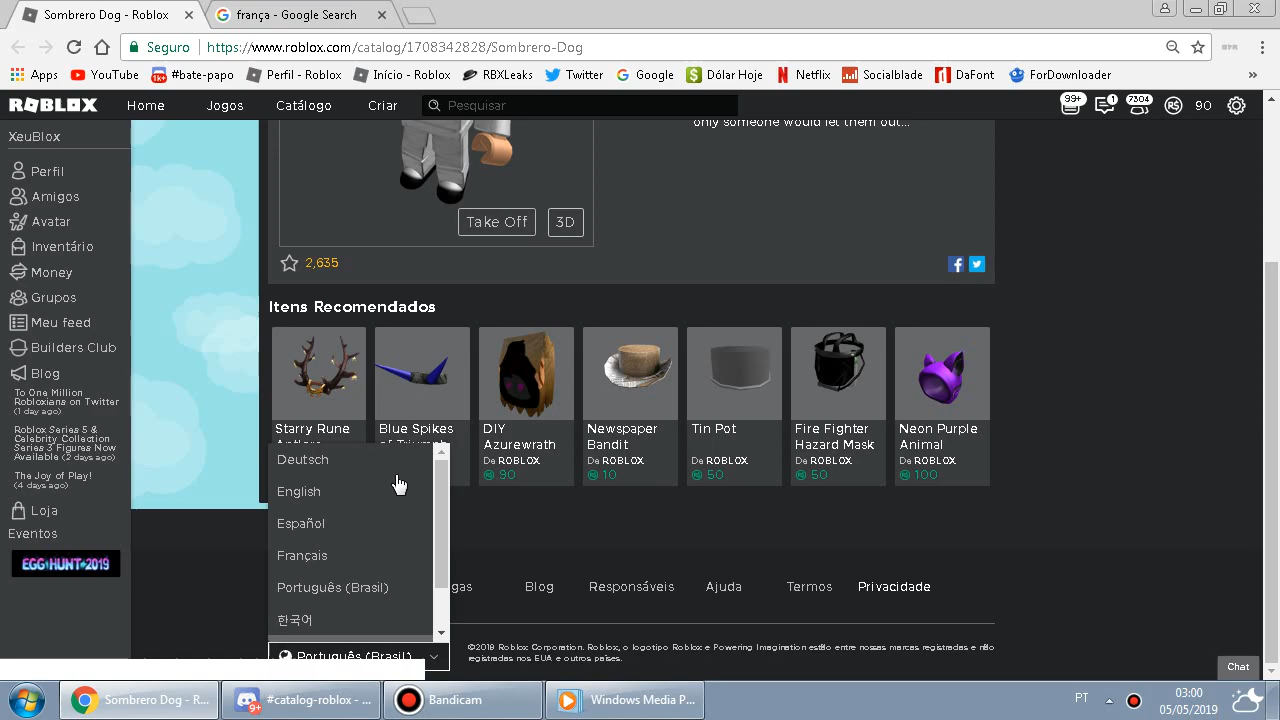 Sombrero Dog - Roblox
frança - Google Search
Seguro
https://www.roblox.com/catalog/1708342828/Sombrero-Dog
Apps
YouTube
1k+
#bate-papo
Perfil - Roblox
Início - Roblox
RBXLeaks
Twitter
Google
Dólar Hoje
Netflix
Socialblade
DaFont
ForDownloader
»
ROBLOX
Home
Jogos
Catálogo
Criar
Pesquisar
99+
1
7304
90
XeuBlox
Perfil
Amigos
Avatar
Inventário
Money
Grupos
Meu feed
Builders Club
Blog
To One Million
Robloxians on Twitter
(1 day ago)
Roblox Series 5 &
Celebrity Collection
Series 3 Figures Now
Available (2 days ago)
The Joy of Play!
(4 days ago)
Loja
Eventos
EGG HUNT 2019
only someone would let them out...
Take Off
3D
2,635
Itens Recomendados
Starry Rune
Blue Spikes
of Triumph
DIY
Azurewrath
De ROBLOX
90
Newspaper
Bandit
De ROBLOX
10
Tin Pot
De ROBLOX
50
Fire Fighter
Hazard Mask
De ROBLOX
50
Neon Purple
Animal
De ROBLOX
100
Deutsch
English
Español
Français
Português (Brasil)
한국어
Português (Brasil)
gas
Blog
Responsáveis
Ajuda
Termos
Privacidade
©2019 Roblox Corporation. Roblox, o logotipo Roblox e Powering Imagination estão entre nossas marcas registradas e não
registradas nos EUA e outros países.
Chat
Sombrero Dog - R...
9+
#catalog-roblox - ...
Bandicam
Windows Media P...
PT
03:00
05/05/2019